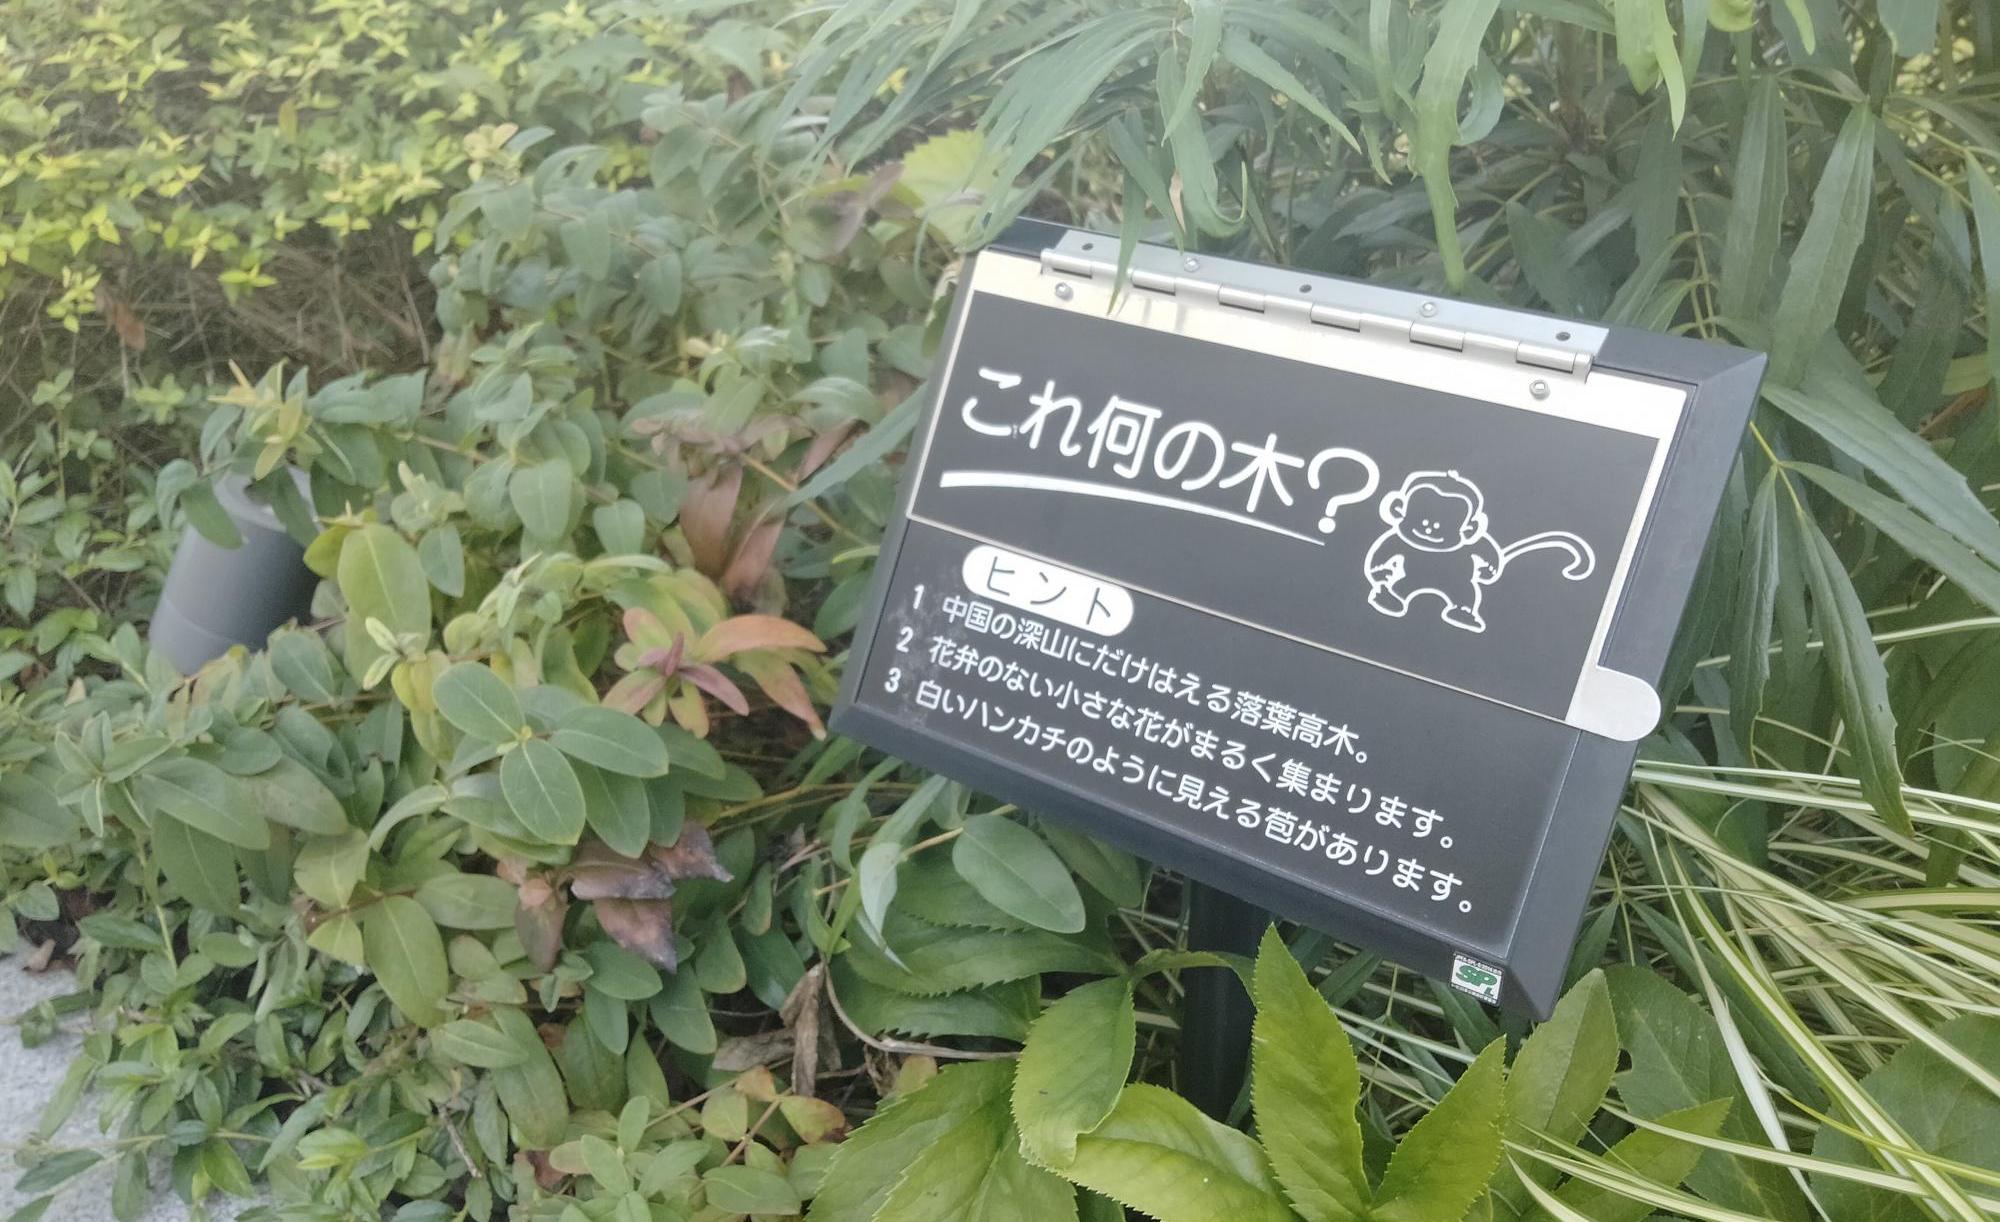 これ何の木?
ヒント
1 中国の深山にだけはえる落葉高木。
2 花弁のない小さな花がまるく集まります。
3 白いハンカチのように見える苞があります。